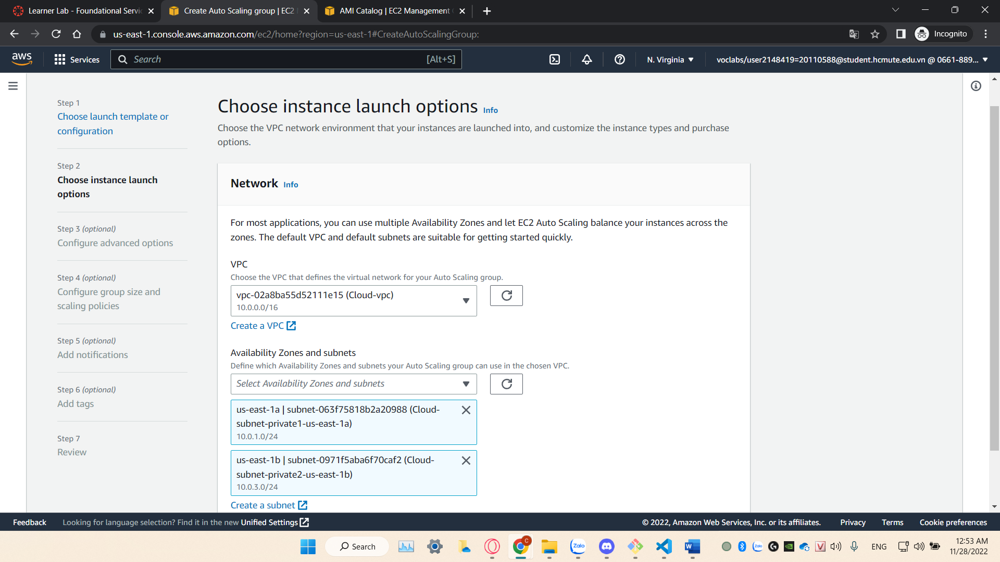 Learner Lab - Foundational Servic
Create Auto Scaling group | EC2
AMI Catalog | EC2 Management
us-east-1.console.aws.amazon.com/ec2/home?region=us-east-1#CreateAutoScalingGroup:
Incognito
aws
Services
Search
[Alt+S]
N. Virginia
voclabs/user2148419=20110588@student.hcmute.edu.vn @ 0661-889...
Step 1
Choose launch template or
configuration
Step 2
Choose instance launch
options
Step 3 (optional)
Configure advanced options
Step 4 (optional)
Configure group size and
scaling policies
Step 5 (optional)
Add notifications
Step 6 (optional)
Add tags
Step 7
Review
Choose instance launch options Info
Choose the VPC network environment that your instances are launched into, and customize the instance types and purchase
options.
Network Info
For most applications, you can use multiple Availability Zones and let EC2 Auto Scaling balance your instances across the
zones. The default VPC and default subnets are suitable for getting started quickly.
VPC
Choose the VPC that defines the virtual network for your Auto Scaling group.
vpc-02a8ba55d52111e15 (Cloud-vpc)
10.0.0.0/16
Create a VPC
Availability Zones and subnets
Define which Availability Zones and subnets your Auto Scaling group can use in the chosen VPC.
Select Availability Zones and subnets
us-east-1a | subnet-063f75818b2a20988 (Cloud-
subnet-private1-us-east-1a)
10.0.1.0/24
us-east-1b | subnet-0971f5aba6f70caf2 (Cloud-
subnet-private2-us-east-1b)
10.0.3.0/24
Create a subnet
Feedback
Looking for language selection? Find it in the new Unified Settings
© 2022, Amazon Web Services, Inc. or its affiliates.
Privacy
Terms
Cookie preferences
Search
C
Zalo
W
Zalo
V
ENG
12:53 AM
11/28/2022